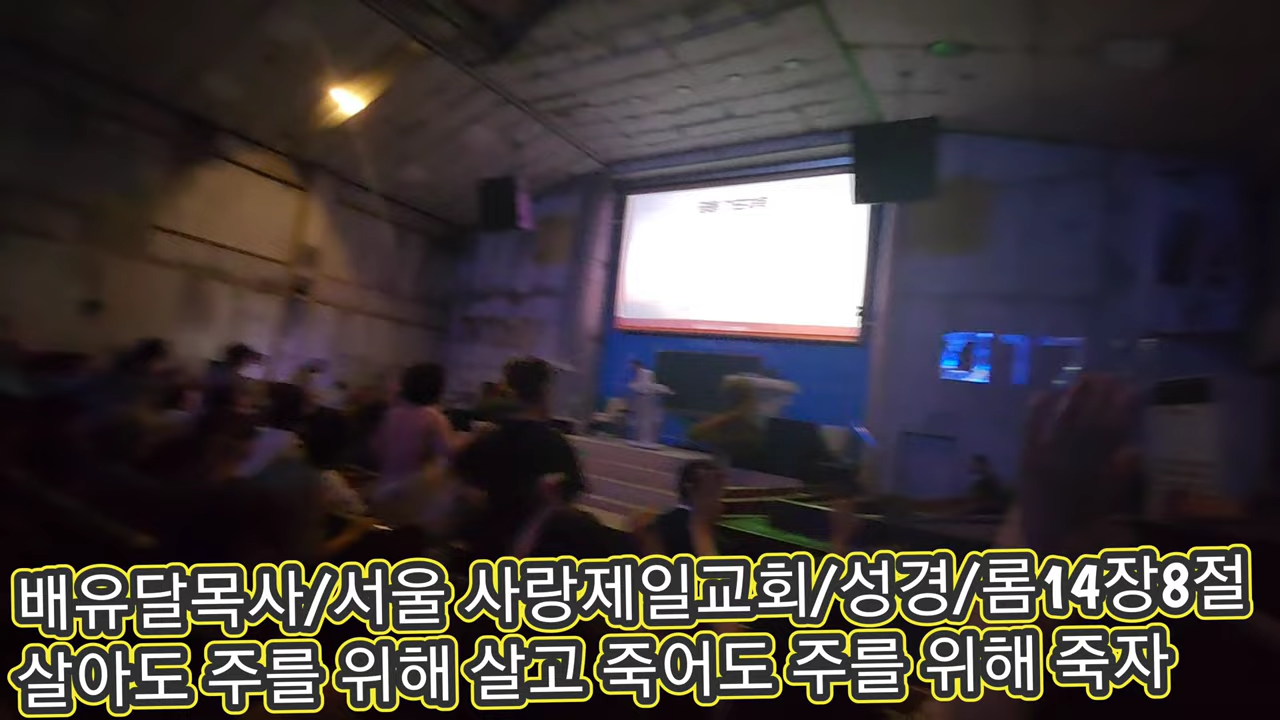 배유달목사/서울 사랑제일교회/성경/롬14장8절
살아도 주를 위해 살고 죽어도 주를 위해 죽자